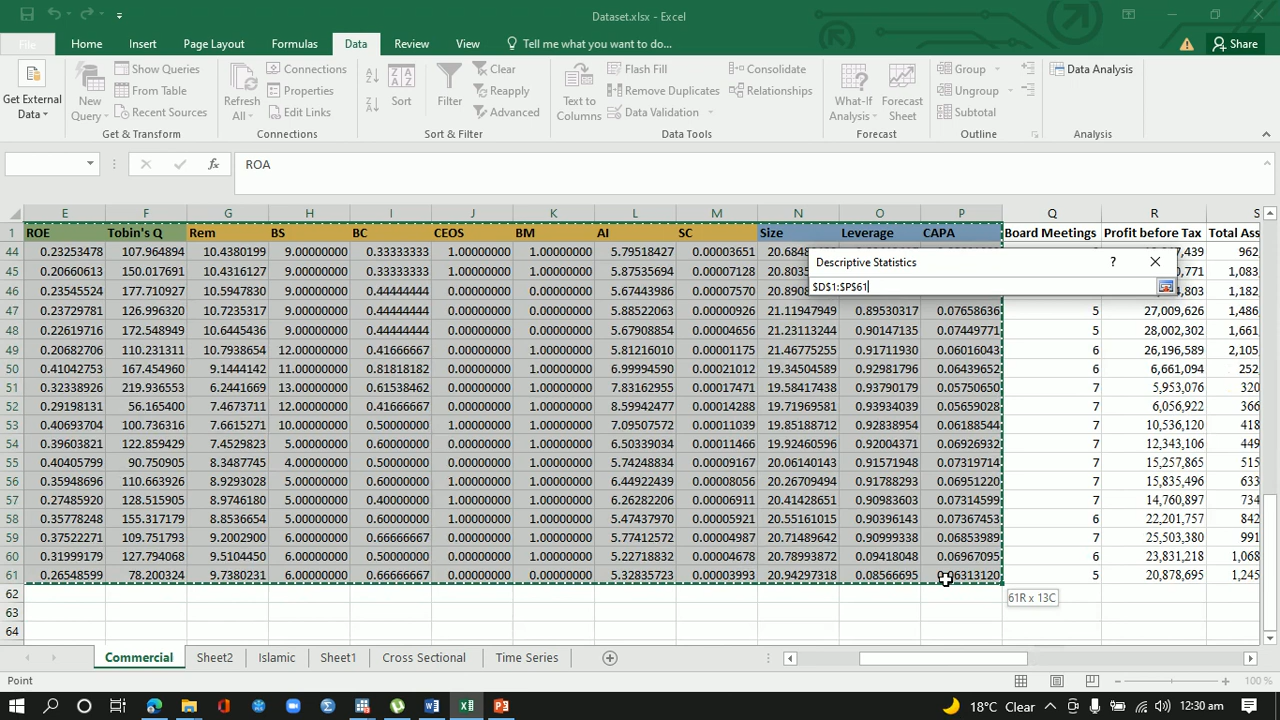 Dataset.xlsx - Excel
File Home Insert Page Layout Formulas Data Review View Tell me what you want to do... Share
Get External Data
New Query
Show Queries
From Table
Recent Sources
Get & Transform
Refresh All
Connections
Properties
Edit Links
Connections
Sort
Filter
Clear
Reapply
Advanced
Sort & Filter
Text to Columns
Flash Fill
Remove Duplicates
Data Validation
Consolidate
Relationships
Data Tools
What-If Analysis
Forecast Sheet
Forecast
Group
Ungroup
Subtotal
Outline
Data Analysis
Analysis
fx ROA
E F G H I J K L M N O P Q R S
1 ROE Tobin's Q Rem BS BC CEOS BM AI SC Size Leverage CAPA Board Meetings Profit before Tax Total Ass
44 0.23253478 107.964894 10.4380199 9.00000000 0.33333333 0.00000000 1.00000000 5.79518427 0.00003651 20.6848 7,439 962
Descriptive Statistics ?
45 0.20660613 150.017691 10.4316127 9.00000000 0.33333333 0.00000000 1.00000000 5.87535694 0.00007128 20.8035 0,771 1,083
$D$1:$P$61
46 0.23545524 177.710927 10.5947830 9.00000000 0.44444444 0.00000000 1.00000000 5.67443986 0.00007570 20.8908 4,803 1,182
47 0.23729781 126.996320 10.7235317 9.00000000 0.44444444 0.00000000 1.00000000 5.88522063 0.00000926 21.11947949 0.89530317 0.07658636 5 27,009,626 1,486
48 0.22619716 172.548949 10.6445436 9.00000000 0.44444444 0.00000000 1.00000000 5.47908804 0.00004656 21.23113244 0.90147135 0.07449771 5 28,002,302 1,661
49 0.20682706 110.231311 10.7938654 12.00000000 0.41666667 0.00000000 1.00000000 5.81216010 0.00001175 21.46775255 0.91711930 0.06016043 6 26,196,589 2,105
50 0.41042753 167.454960 9.1444142 11.00000000 0.81818182 0.00000000 1.00000000 6.99994590 0.00021012 19.34504589 0.92981796 0.06439652 6 6,661,094 252
51 0.32338926 219.936553 6.2441669 13.00000000 0.61538462 0.00000000 1.00000000 7.83162955 0.00017471 19.58417438 0.93790179 0.05750650 7 5,953,076 320
52 0.29198131 56.165400 7.4673711 12.00000000 0.41666667 0.00000000 1.00000000 8.59942477 0.00014288 19.71969581 0.93934039 0.05659028 7 6,056,922 366
53 0.40693704 100.736316 7.6615271 10.00000000 0.50000000 1.00000000 1.00000000 7.09507572 0.00011039 19.85188712 0.92838954 0.06188544 7 10,536,120 418
54 0.39603821 122.859429 7.4529823 5.00000000 0.60000000 0.00000000 1.00000000 6.50339034 0.00011466 19.92460596 0.92004371 0.06926932 7 12,343,106 449
55 0.40405799 90.750905 8.3487745 4.00000000 0.50000000 1.00000000 1.00000000 5.74248834 0.00009167 20.06140143 0.91571948 0.07319714 7 15,257,865 515
56 0.35948696 110.663926 8.9293028 5.00000000 0.60000000 1.00000000 1.00000000 6.44922439 0.00008056 20.26709494 0.91788293 0.06951220 7 15,835,496 633
57 0.27485920 128.515905 8.9746180 5.00000000 0.40000000 1.00000000 1.00000000 6.26282206 0.00006911 20.41428651 0.90983603 0.07314599 7 14,760,897 734
58 0.35778248 155.317179 8.8536654 5.00000000 0.60000000 1.00000000 1.00000000 5.47437970 0.00005921 20.55161015 0.90396143 0.07367453 6 22,201,757 842
59 0.37522271 109.751793 9.2002900 6.00000000 0.66666667 0.00000000 1.00000000 5.77412572 0.00004987 20.71489642 0.90999338 0.06853989 7 25,503,380 991
60 0.31999179 127.794068 9.5104450 6.00000000 0.50000000 0.00000000 1.00000000 5.22718832 0.00004678 20.78993872 0.09418048 0.06967095 6 23,831,218 1,068
61 0.26548599 78.200324 9.7380231 6.00000000 0.66666667 0.00000000 0.00000000 5.32835723 0.00003993 20.94297318 0.08566695 0.06313120 5 20,878,695 1,245
62 61R x 13C
63
64
Commercial Sheet2 Islamic Sheet1 Cross Sectional Time Series
Point 100 %
18°C Clear 12:30 am